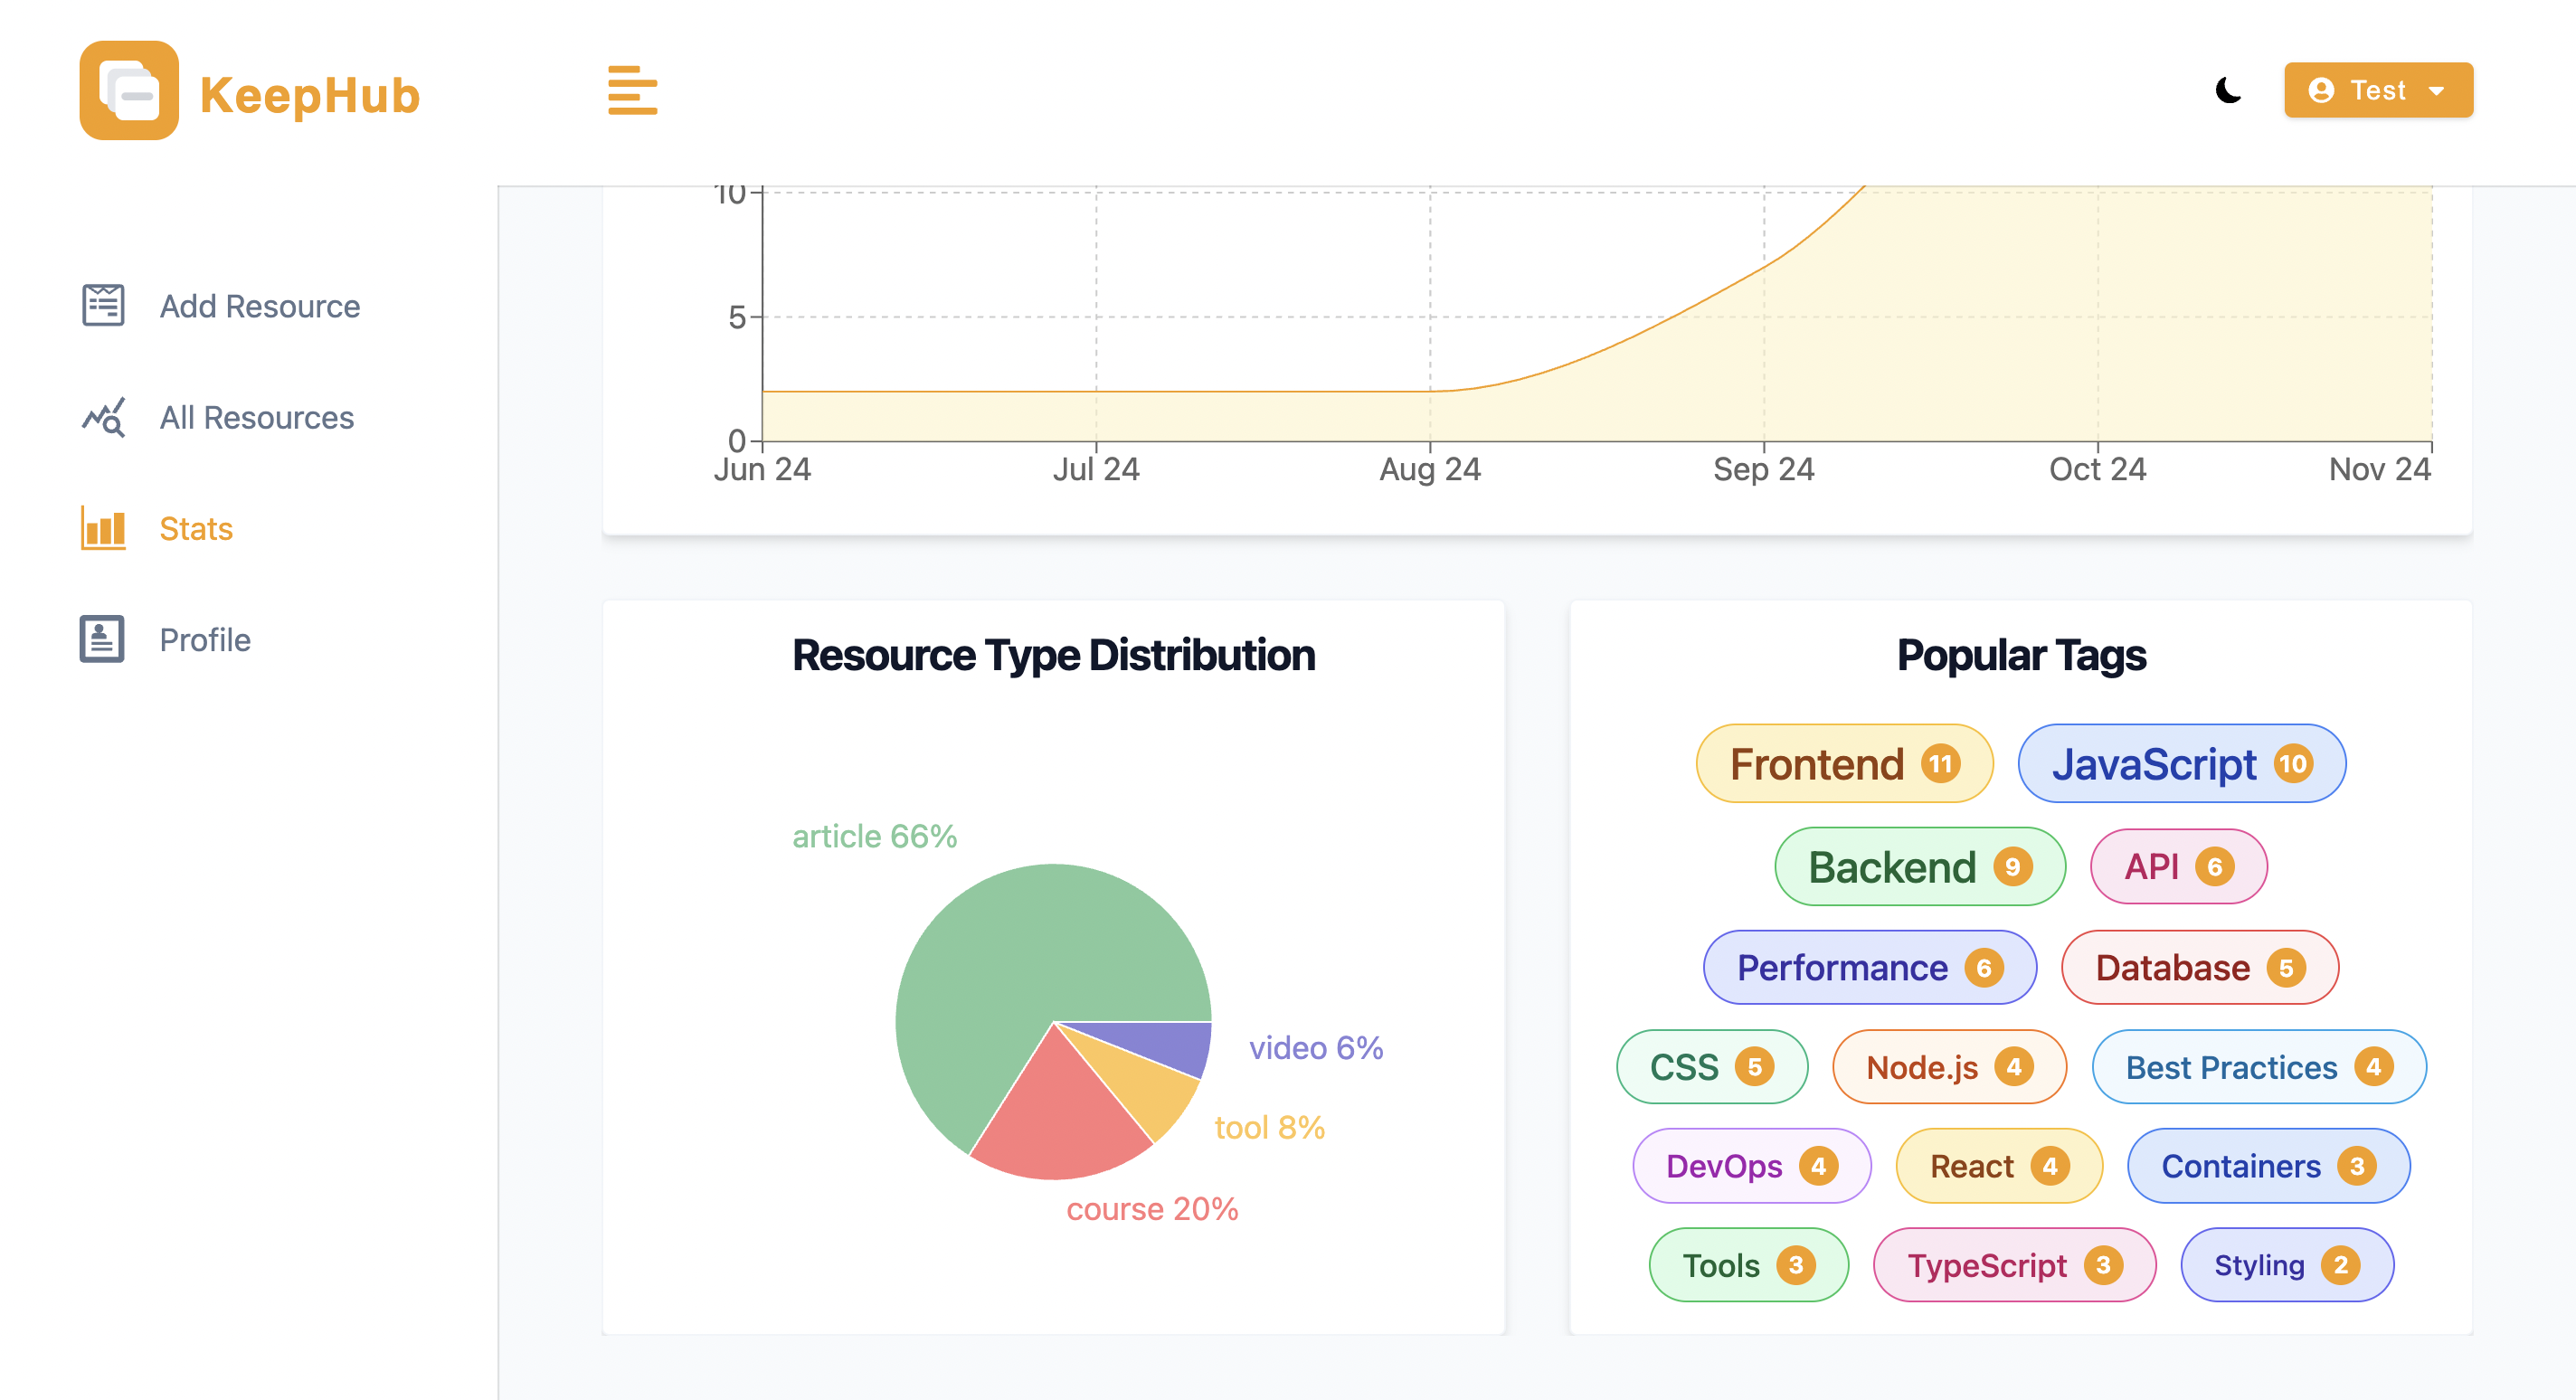 KeepHub
Test
Add Resource
All Resources
Stats
Profile
10
5
0
Jun 24 Jul 24 Aug 24 Sep 24 Oct 24 Nov 24
Resource Type Distribution
article 66%
video 6%
tool 8%
course 20%
Popular Tags
Frontend 11 JavaScript 10
Backend 9 API 6
Performance 6 Database 5
CSS 5 Node.js 4 Best Practices 4
DevOps 4 React 4 Containers 3
Tools 3 TypeScript 3 Styling 2